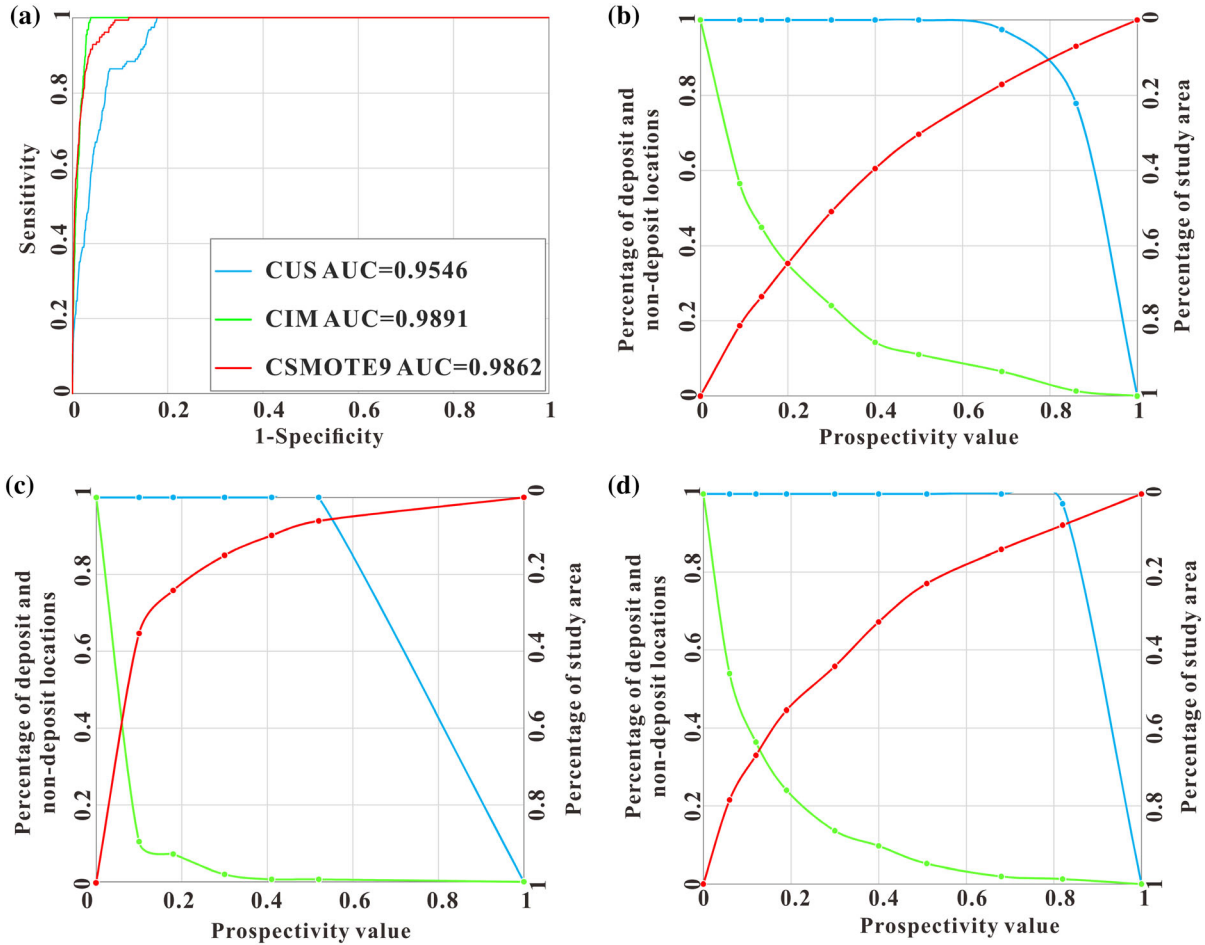 (a)
Sensitivity
1
0.8
0.6
0.4
0.2
0
CUS AUC=0.9546
CIM AUC=0.9891
CSMOTE9 AUC=0.9862
0 0.2 0.4 0.6 0.8 1
1-Specificity
(b)
Percentage of deposit and
non-deposit locations
1
0.8
0.6
0.4
0.2
0
0
0.2
0.4
0.6
0.8
1
Percentage of study area
0 0.2 0.4 0.6 0.8 1
Prospectivity value
(c)
Percentage of deposit and
non-deposit locations
1
0.8
0.6
0.4
0.2
0
0
0.2
0.4
0.6
0.8
1
Percentage of study area
0 0.2 0.4 0.6 0.8 1
Prospectivity value
(d)
Percentage of deposit and
non-deposit locations
1
0.8
0.6
0.4
0.2
0
0
0.2
0.4
0.6
0.8
1
Percentage of study area
0 0.2 0.4 0.6 0.8 1
Prospectivity value